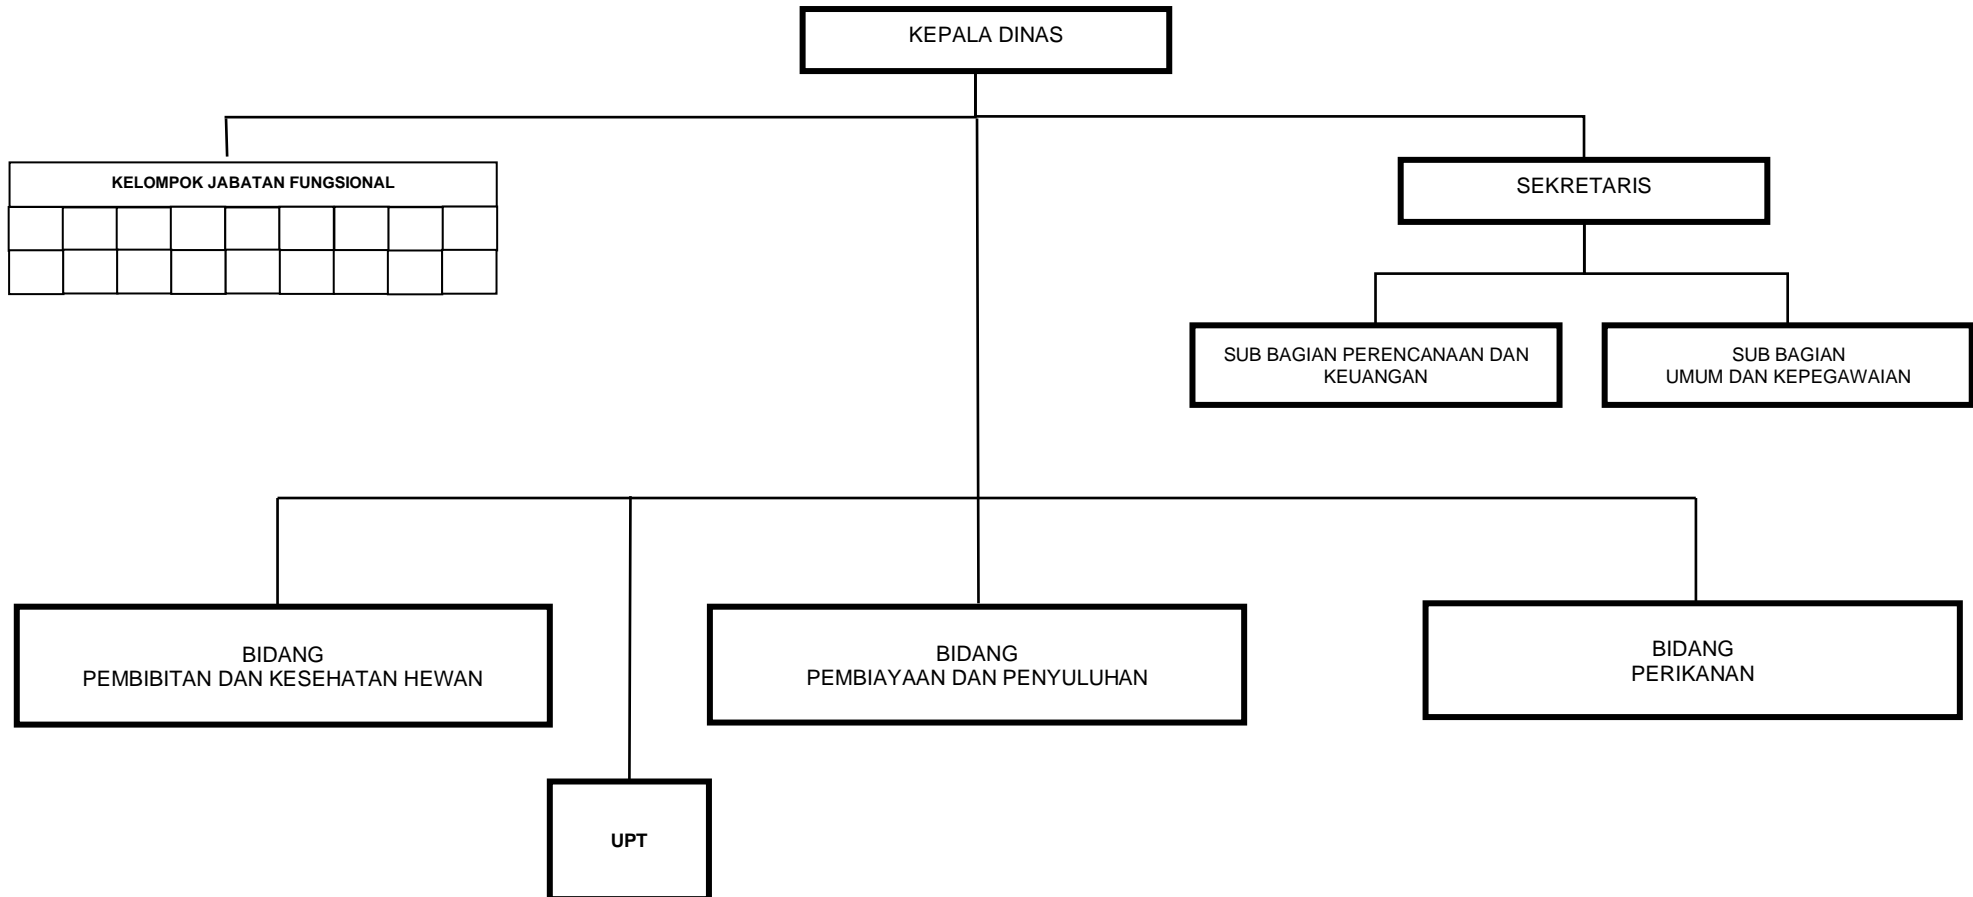 KEPALA DINAS
KELOMPOK JABATAN FUNGSIONAL
SEKRETARIS
SUB BAGIAN PERENCANAAN DAN
KEUANGAN
SUB BAGIAN
UMUM DAN KEPEGAWAIAN
BIDANG
PEMBIBITAN DAN KESEHATAN HEWAN
BIDANG
PEMBIAYAAN DAN PENYULUHAN
BIDANG
PERIKANAN
UPT